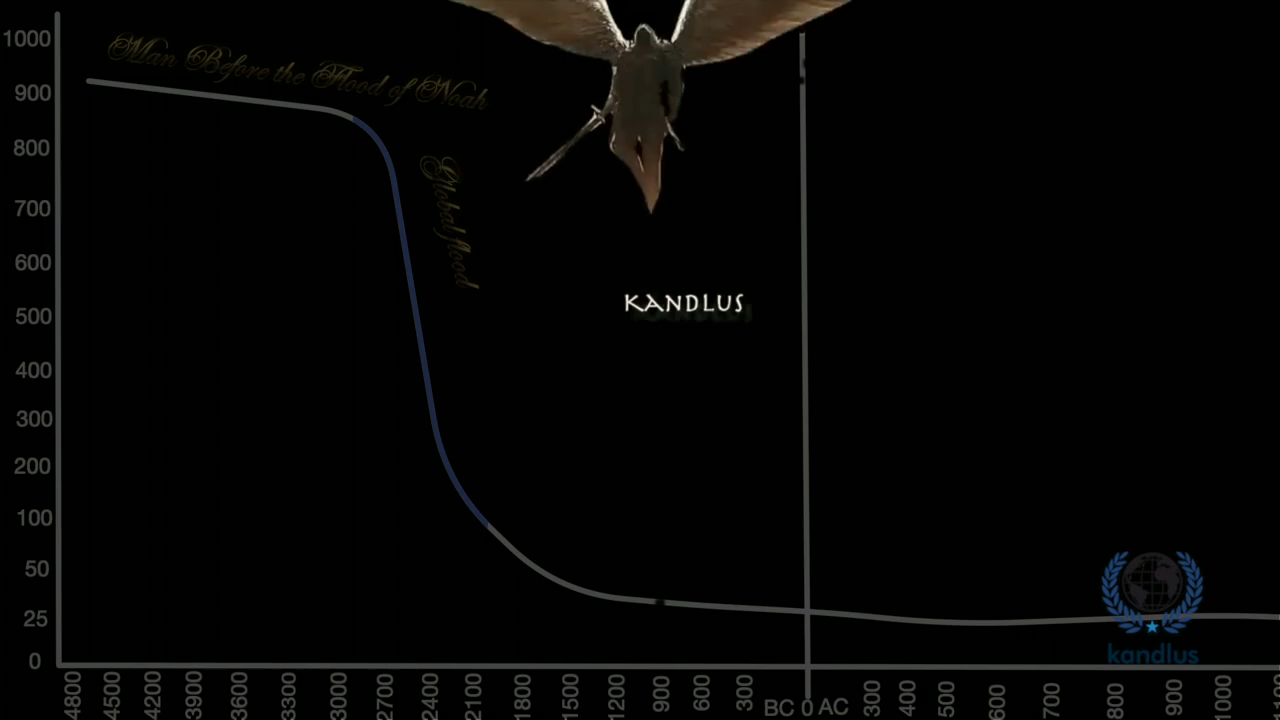 1000
Man Before the Flood of Noah
900
800
Global flood
700
600
KANDLUS
500
400
300
200
100
50
25
kandlus
0
4800 4500 4200 3900 3600 3300 3000 2700 2400 2100 1800 1500 1200 900 600 300 BC 0 AC 300 400 500 600 700 800 900 1000